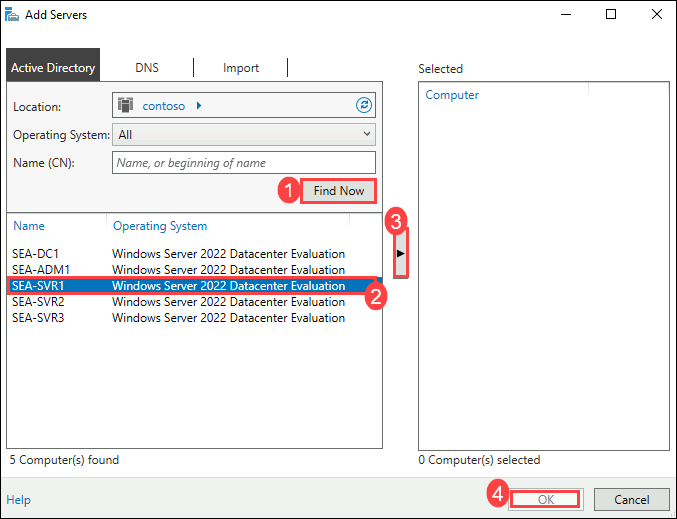 Add Servers
Active Directory DNS Import
Selected
Location: contoso
Computer
Operating System: All
Name (CN): Name, or beginning of name
1 Find Now
3
Name Operating System
SEA-DC1 Windows Server 2022 Datacenter Evaluation
SEA-ADM1 Windows Server 2022 Datacenter Evaluation
SEA-SVR1 Windows Server 2022 Datacenter Evaluation
2
SEA-SVR2 Windows Server 2022 Datacenter Evaluation
SEA-SVR3 Windows Server 2022 Datacenter Evaluation
5 Computer(s) found
0 Computer(s) selected
Help
4 OK Cancel